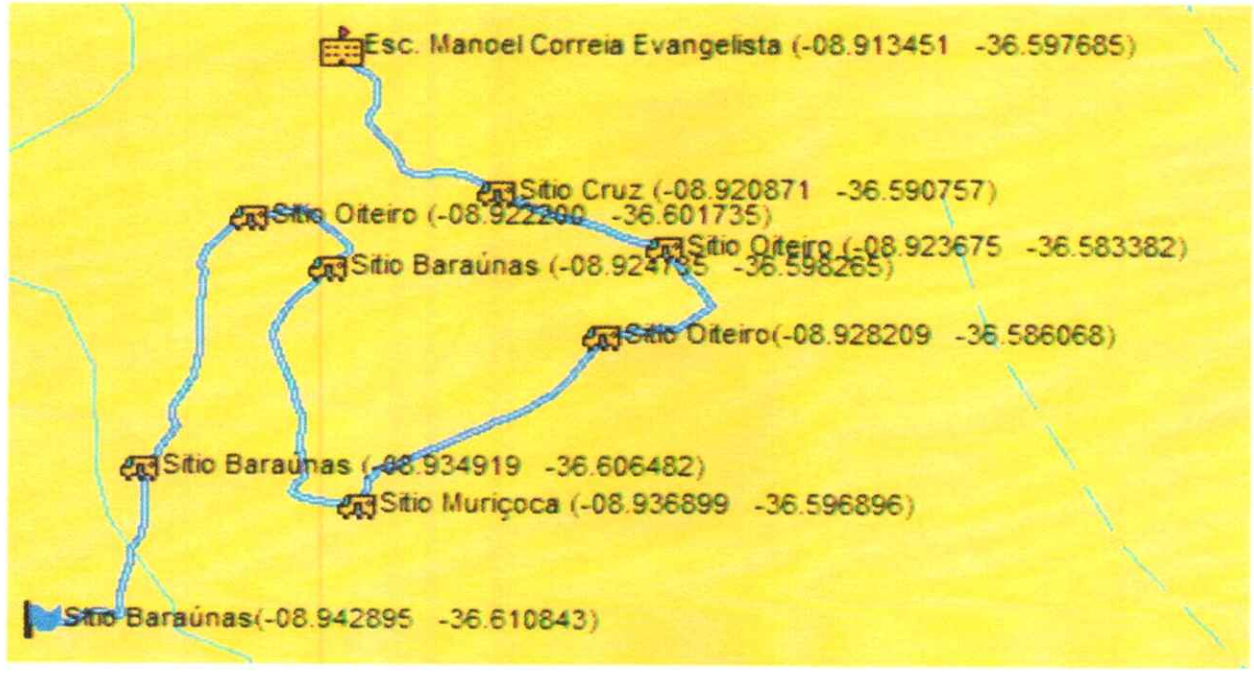 Esc. Manoel Correia Evangelista (-08.913451 -36.597685)
Sitio Cruz (-08.920871 -36.590757)
Sitio Oiteiro (-08.922200 -36.601735)
Sitio Oiteiro (-08.923675 -36.583382)
Sitio Baraúnas (-08.924735 -36.598265)
Sitio Oiteiro(-08.928209 -36.586068)
Sitio Baraúnas (-08.934919 -36.606482)
Sitio Muriçoca (-08.936899 -36.596896)
Sitio Baraúnas(-08.942895 -36.610843)